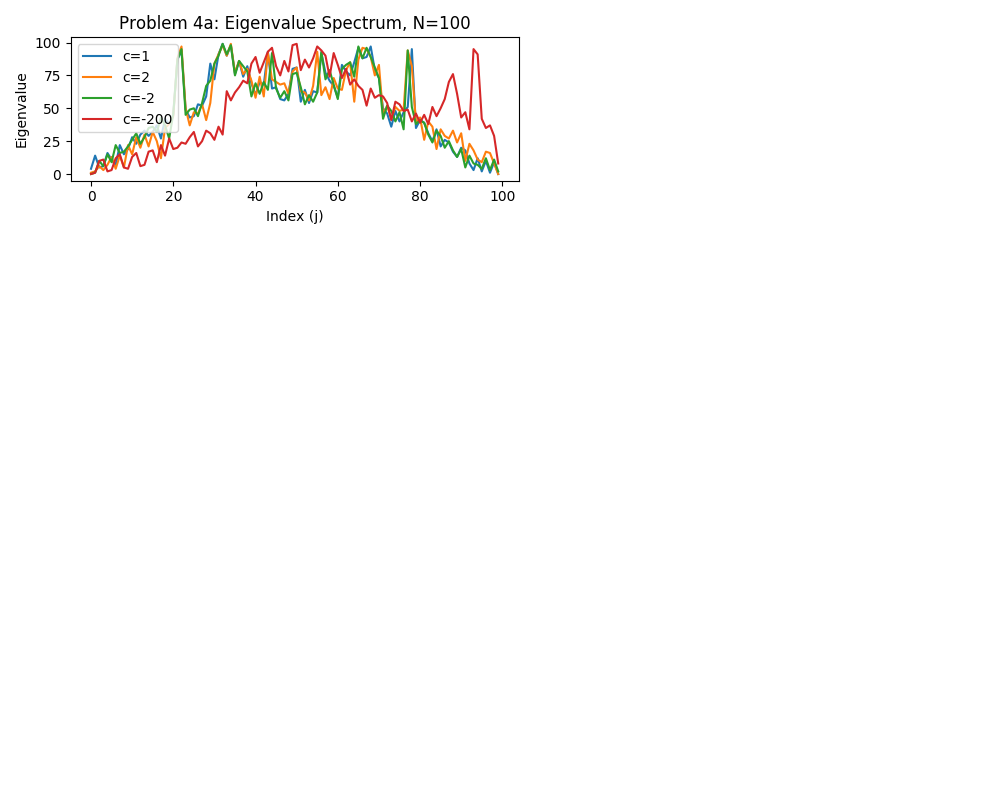 Problem 4a: Eigenvalue Spectrum, N=100
Eigenvalue
100
75
50
25
0
c=1
c=2
c=-2
c=-200
0 20 40 60 80 100
Index (j)